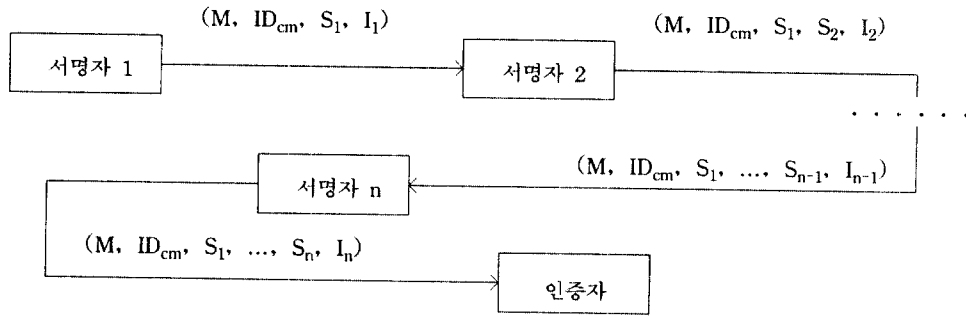 (M, ID_cm, S_1, I_1)
(M, ID_cm, S_1, S_2, I_2)
서명자 1
서명자 2
. . . . . .
서명자 n
(M, ID_cm, S_1, ..., S_n-1, I_n-1)
(M, ID_cm, S_1, ..., S_n, I_n)
인증자